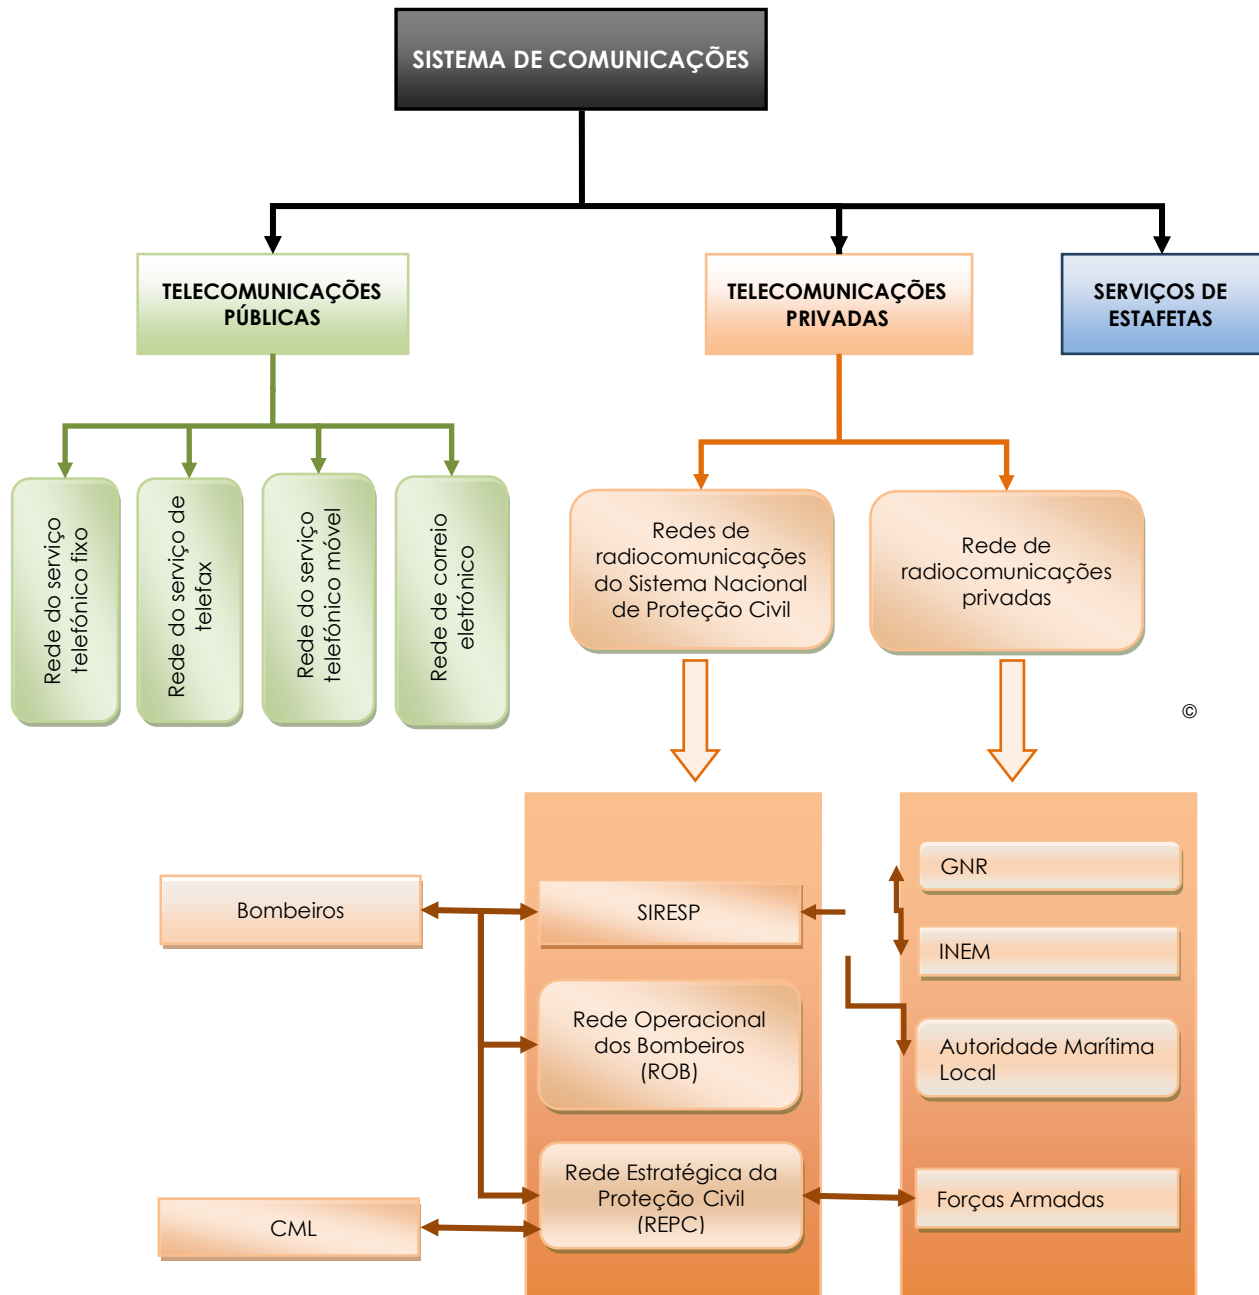 SISTEMA DE COMUNICAÇÕES
TELECOMUNICAÇÕES
PÚBLICAS
TELECOMUNICAÇÕES
PRIVADAS
SERVIÇOS DE
ESTAFETAS
Rede do serviço
telefónico fixo
Rede do serviço de
telefax
Rede do serviço
telefónico móvel
Rede de correio
eletrónico
Redes de
radiocomunicações
do Sistema Nacional
de Proteção Civil
Rede de
radiocomunicações
privadas
©
Bombeiros
SIRESP
GNR
INEM
Rede Operacional
dos Bombeiros
(ROB)
Autoridade Marítima
Local
Rede Estratégica da
Proteção Civil
(REPC)
Forças Armadas
CML